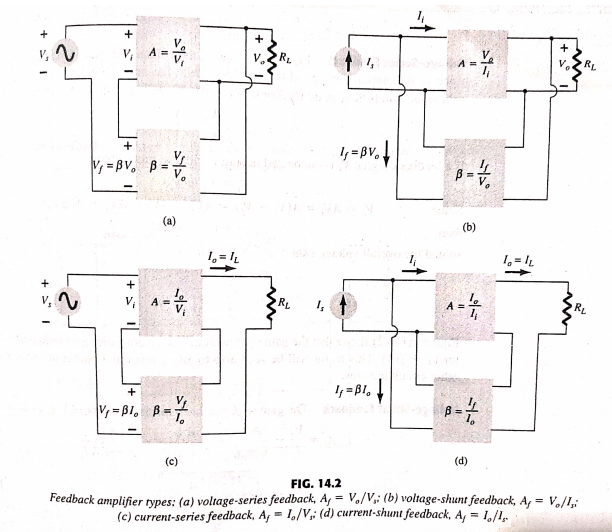 + + +
V_s V_i A = V_o/V_i V_o R_L
− − −
+
V_f = βV_o β = V_f/V_o
−
(a)
I_i
I_s A = V_o/I_i + V_o − R_L
I_f = βV_o β = I_f/V_o
(b)
I_o = I_L
+ +
V_s V_i A = I_o/V_i R_L
− −
+
V_f = βI_o β = V_f/I_o
−
(c)
I_i I_o = I_L
I_s A = I_o/I_i R_L
I_f = βI_o β = I_f/I_o
(d)
FIG. 14.2
Feedback amplifier types: (a) voltage-series feedback, A_f = V_o/V_s; (b) voltage-shunt feedback, A_f = V_o/I_s;
(c) current-series feedback, A_f = I_o/V_s; (d) current-shunt feedback, A_f = I_o/I_s.